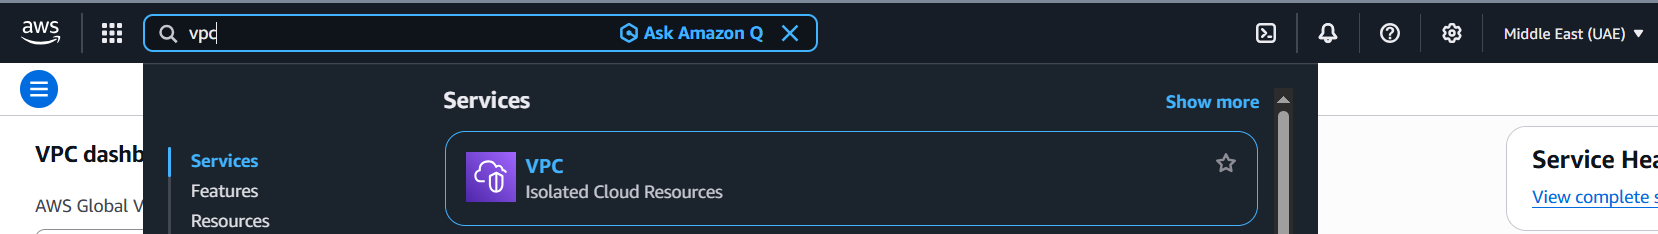 aws
vpc
Ask Amazon Q
Middle East (UAE)
Services
Show more
Services
Features
Resources
VPC
Isolated Cloud Resources
VPC dashb
AWS Global V
Service Hea
View complete s